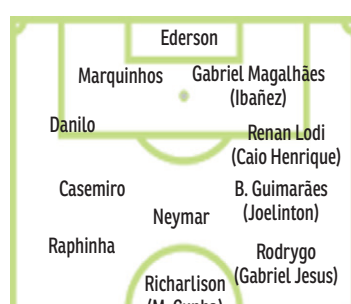 Ederson
Marquinhos Gabriel Magalhães
(Ibañez)
Danilo
Renan Lodi
(Caio Henrique)
Casemiro B. Guimarães
(Joelinton)
Neymar
Raphinha Rodrygo
(Gabriel Jesus)
Richarlison
(M. Cunha)